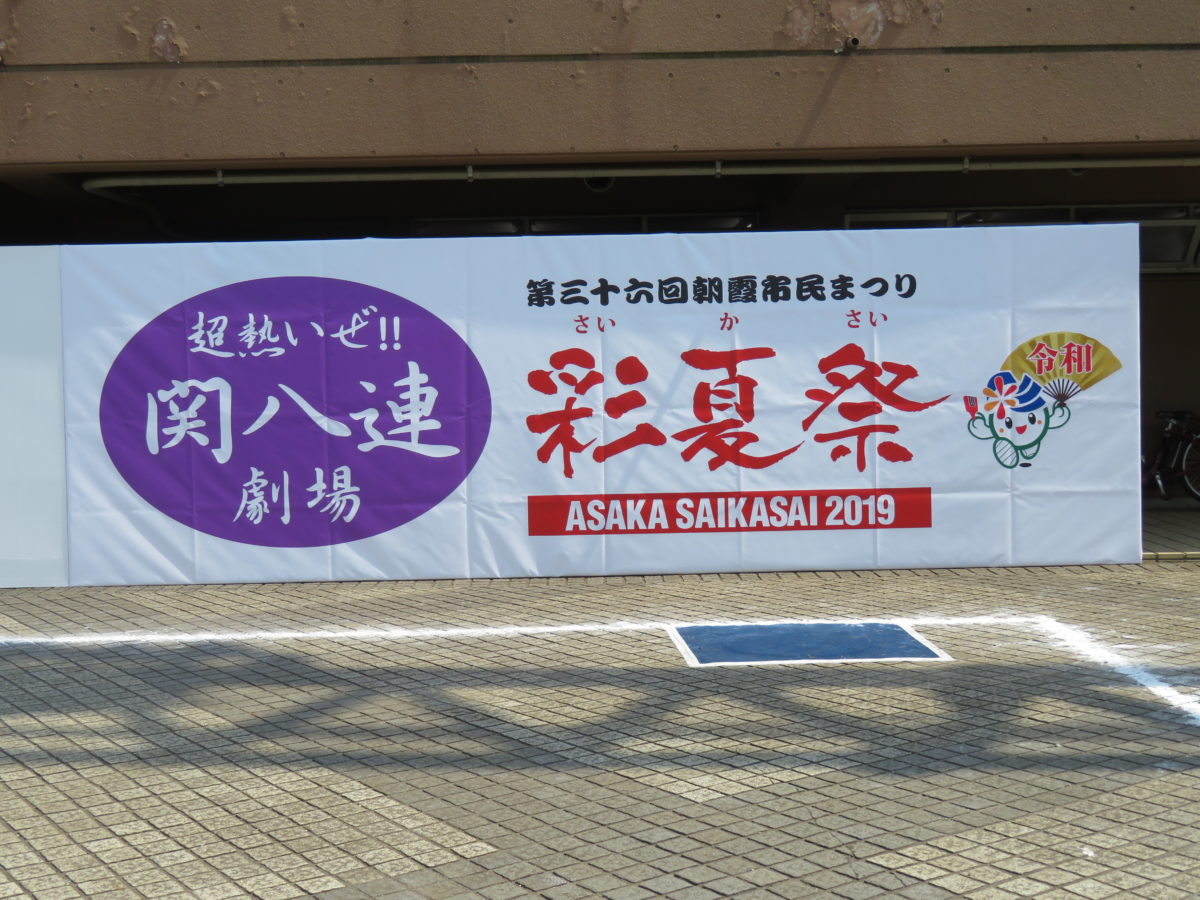 超熱いぜ!!
関八連
劇場
第三十六回朝霞市民まつり
さい か さい
彩夏祭
ASAKA SAIKASAI 2019
令和